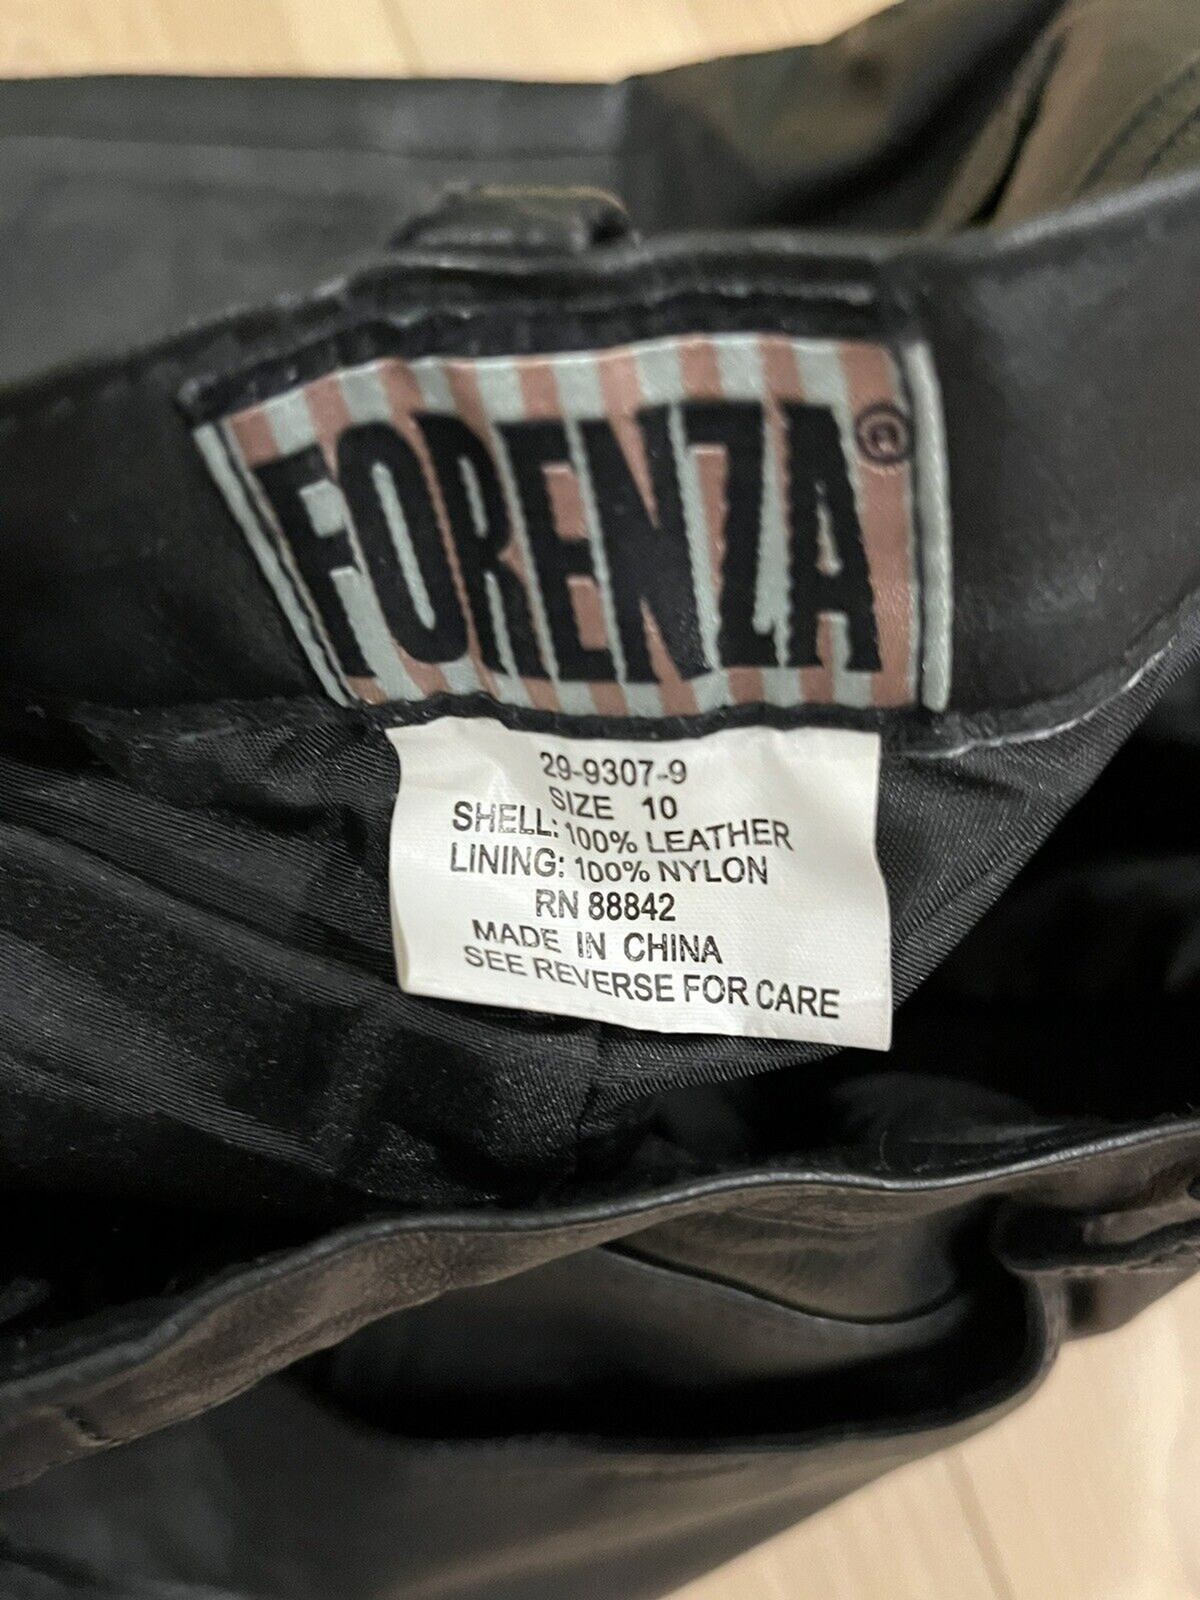 FORENZA®
29-9307-9
SIZE 10
SHELL: 100% LEATHER
LINING: 100% NYLON
RN 88842
MADE IN CHINA
SEE REVERSE FOR CARE